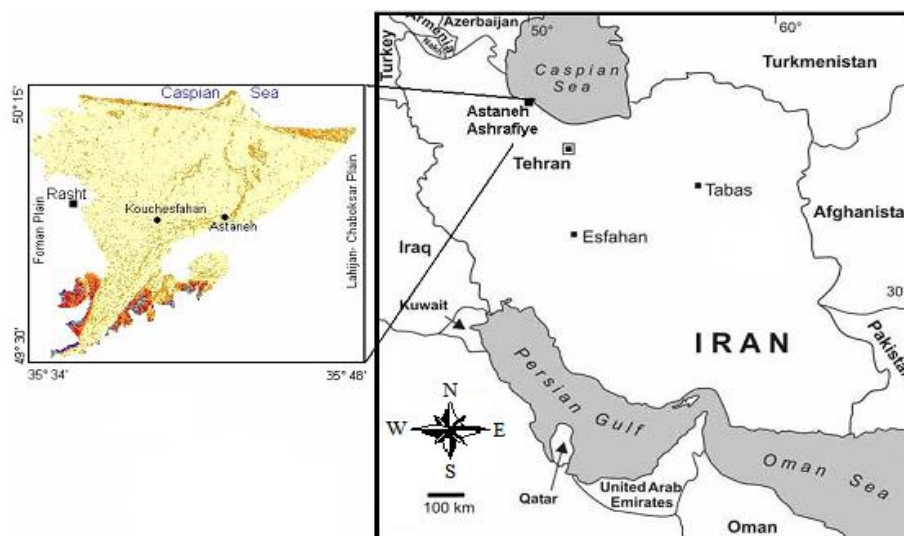 50° 15'
49° 30'
35° 34'
35° 48'
Caspian Sea
Rasht
Kouchesfahan
Astaneh
Foman Plain
Lahijan- Chaboksar Plain
50°
60°
30°
Azerbaijan
Armenia
Turkey
Caspian
Sea
Turkmenistan
Astaneh
Ashrafiye
Tehran
Tabas
Afghanista
Esfahan
Iraq
Kuwait
IRAN
Pakistan
Persian Gulf
N
W E
S
100 km
Qatar
United Arab
Emirates
Oman Sea
Oman